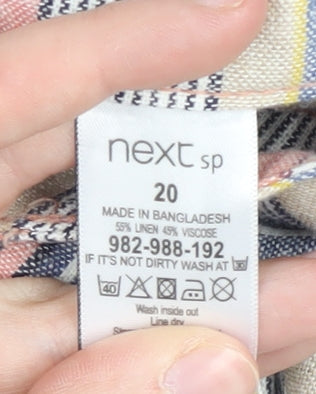 next sp
20
MADE IN BANGLADESH
55% LINEN 45% VISCOSE
982-988-192
IF IT'S NOT DIRTY WASH AT 30
40
Wash inside out
Line dry